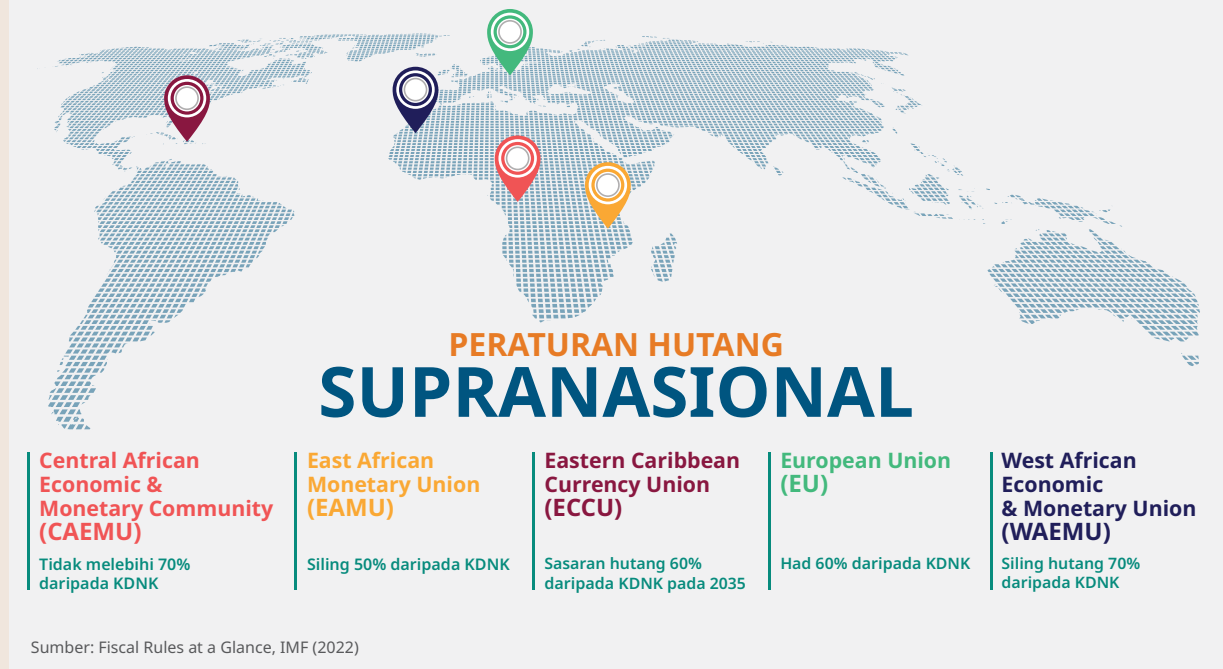 PERATURAN HUTANG
SUPRANASIONAL
Central African
Economic &
Monetary Community
(CAEMU)
Tidak melebihi 70%
daripada KDNK
East African
Monetary Union
(EAMU)
Siling 50% daripada KDNK
Eastern Caribbean
Currency Union
(ECCU)
Sasaran hutang 60%
daripada KDNK pada 2035
European Union
(EU)
Had 60% daripada KDNK
West African
Economic
& Monetary Union
(WAEMU)
Siling hutang 70%
daripada KDNK
Sumber: Fiscal Rules at a Glance, IMF (2022)